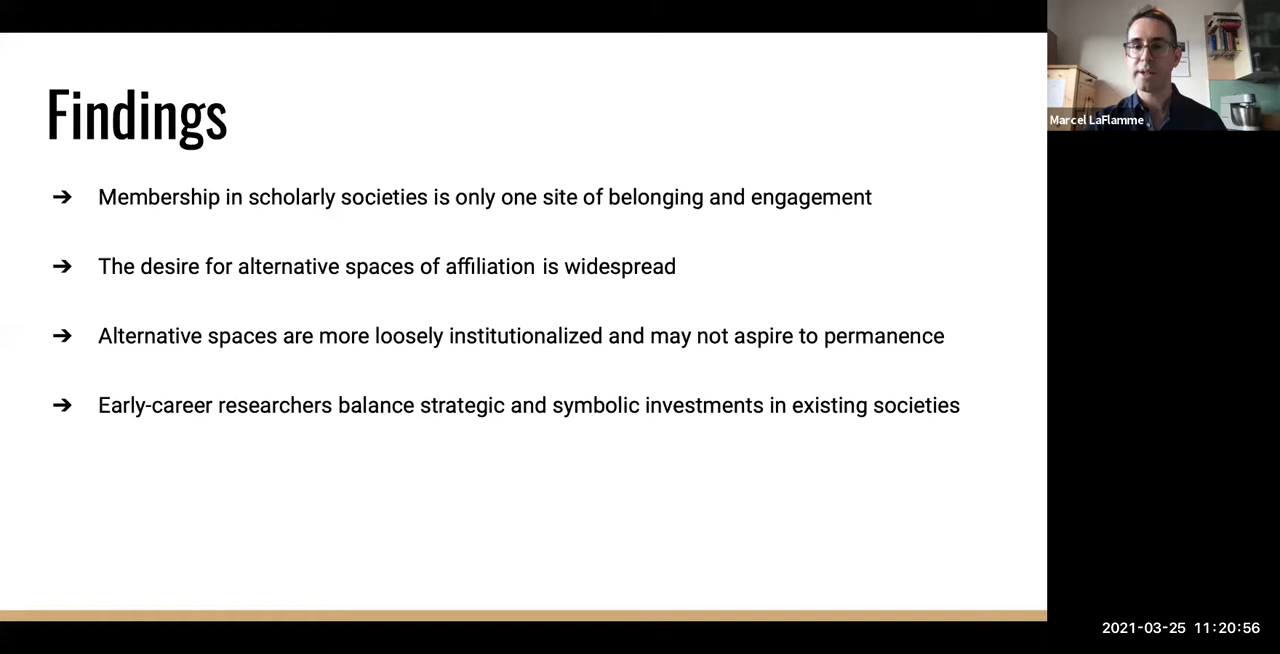 Findings
➔ Membership in scholarly societies is only one site of belonging and engagement
➔ The desire for alternative spaces of affiliation is widespread
➔ Alternative spaces are more loosely institutionalized and may not aspire to permanence
➔ Early-career researchers balance strategic and symbolic investments in existing societies
Marcel LaFlamme
2021-03-25 11:20:56